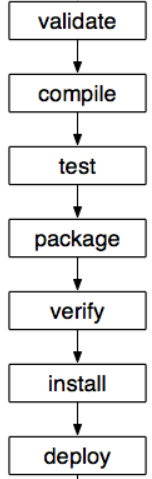 validate
compile
test
package
verify
install
deploy